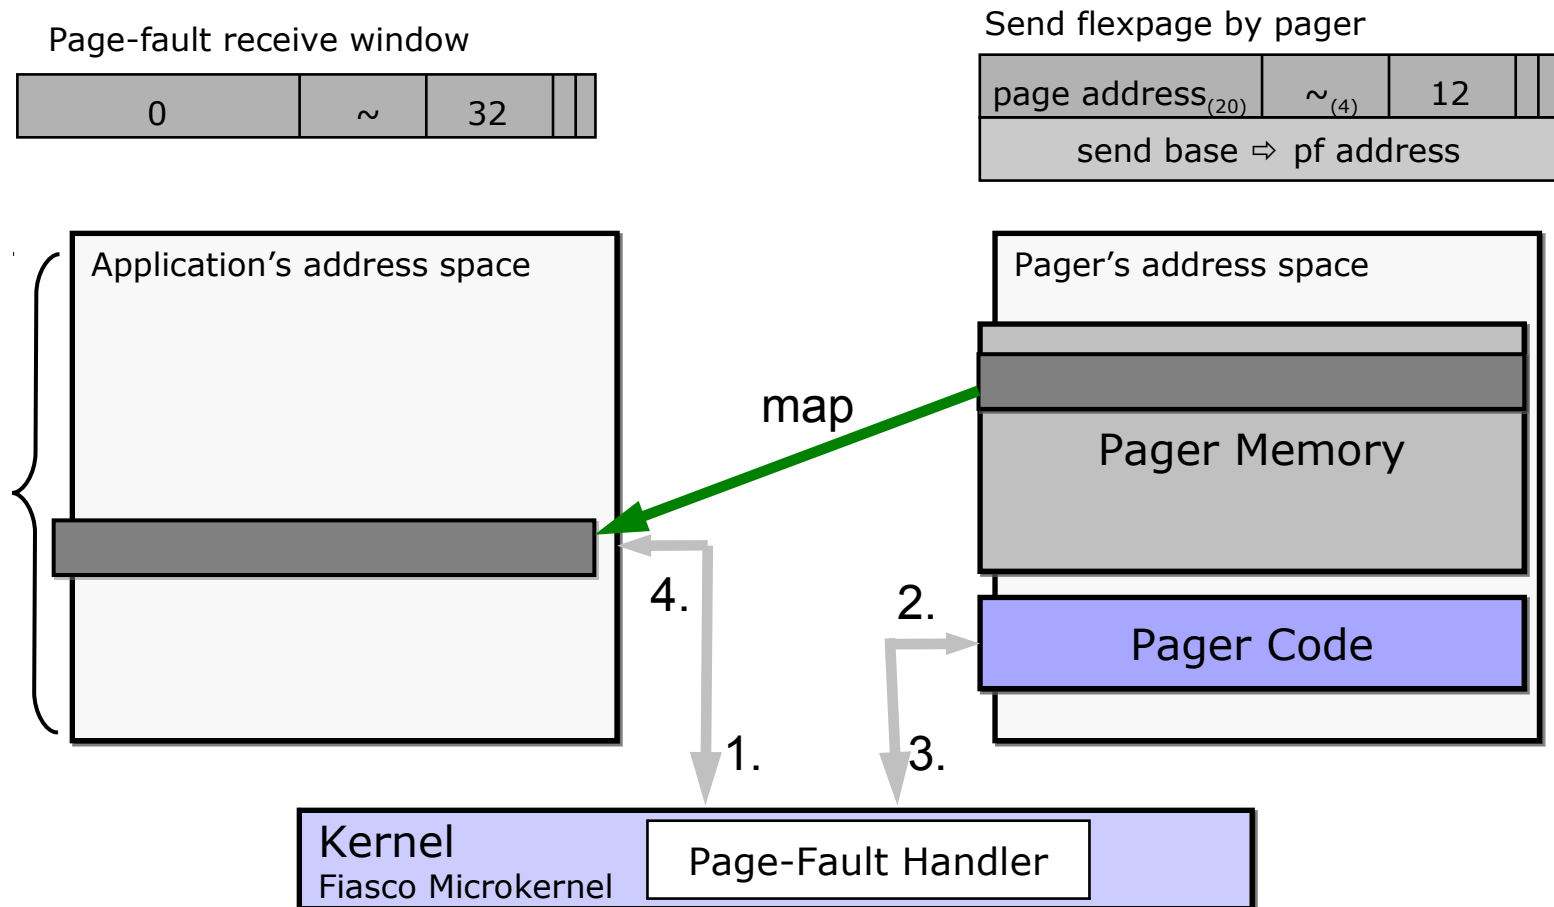 Page-fault receive window
0 ~ 32
Send flexpage by pager
page address(20) ~(4) 12
send base ⇨ pf address
Application’s address space
Pager’s address space
map
Pager Memory
4.
2.
Pager Code
1.
3.
Kernel
Fiasco Microkernel
Page-Fault Handler